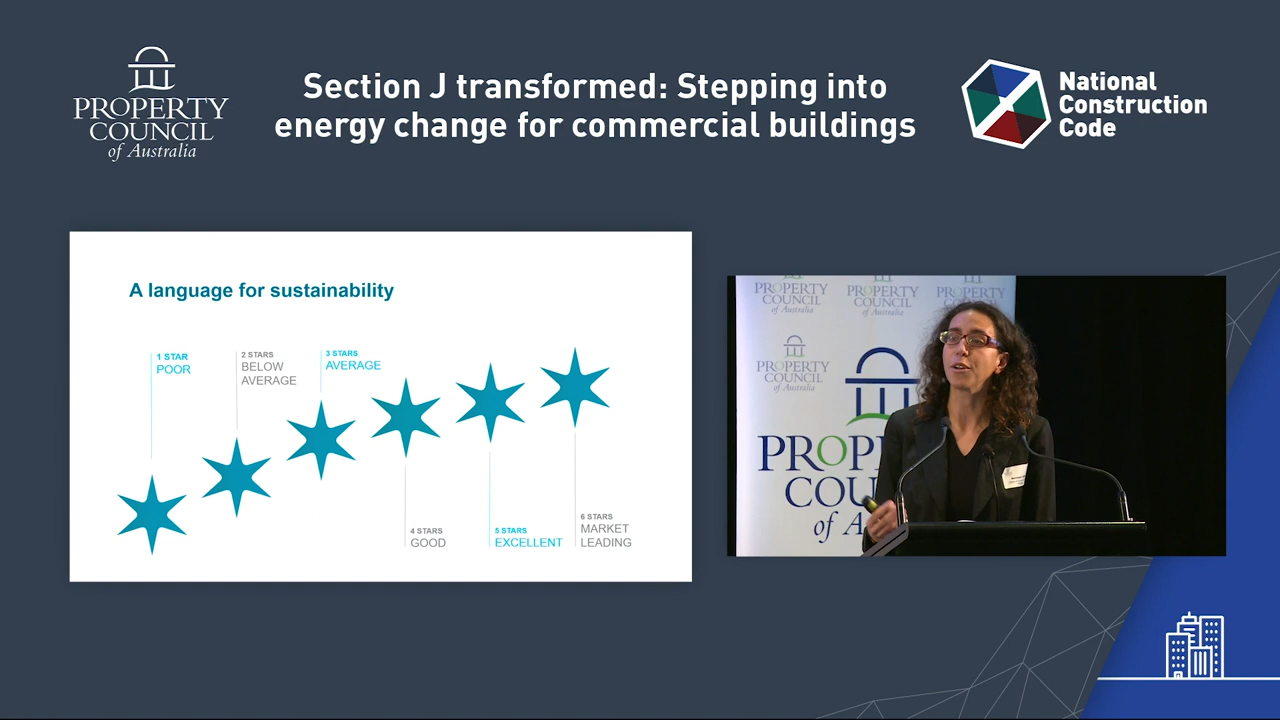 PROPERTY
COUNCIL
of Australia
Section J transformed: Stepping into
energy change for commercial buildings
National
Construction
Code
A language for sustainability
1 STAR
POOR
2 STARS
BELOW
AVERAGE
3 STARS
AVERAGE
4 STARS
GOOD
5 STARS
EXCELLENT
6 STARS
MARKET
LEADING
PROPERTY
COUNCIL
of Australia
PROPERTY
COUNCIL
of Australia
PROPERTY
COUNCIL
PROPERTY
COUNCIL
of Australia
PROP
COU
of A